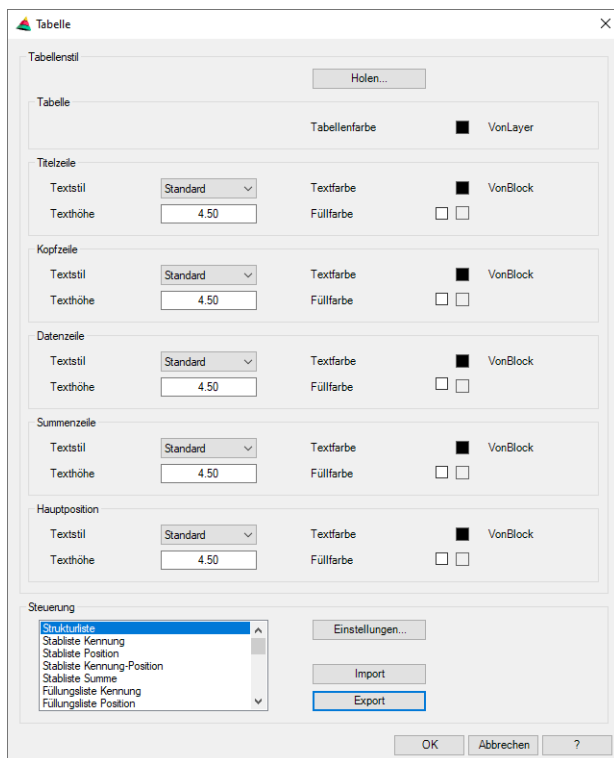 Tabelle
Tabellenstil
Holen...
Tabelle
Tabellenfarbe VonLayer
Titelzeile
Textstil Standard Textfarbe VonBlock
Texthöhe 4.50 Füllfarbe
Kopfzeile
Textstil Standard Textfarbe VonBlock
Texthöhe 4.50 Füllfarbe
Datenzeile
Textstil Standard Textfarbe VonBlock
Texthöhe 4.50 Füllfarbe
Summenzeile
Textstil Standard Textfarbe VonBlock
Texthöhe 4.50 Füllfarbe
Hauptposition
Textstil Standard Textfarbe VonBlock
Texthöhe 4.50 Füllfarbe
Steuerung
Strukturliste
Stabliste Kennung
Stabliste Position
Stabliste Kennung-Position
Stabliste Summe
Füllungsliste Kennung
Füllungsliste Position
Einstellungen...
Import
Export
OK Abbrechen ?